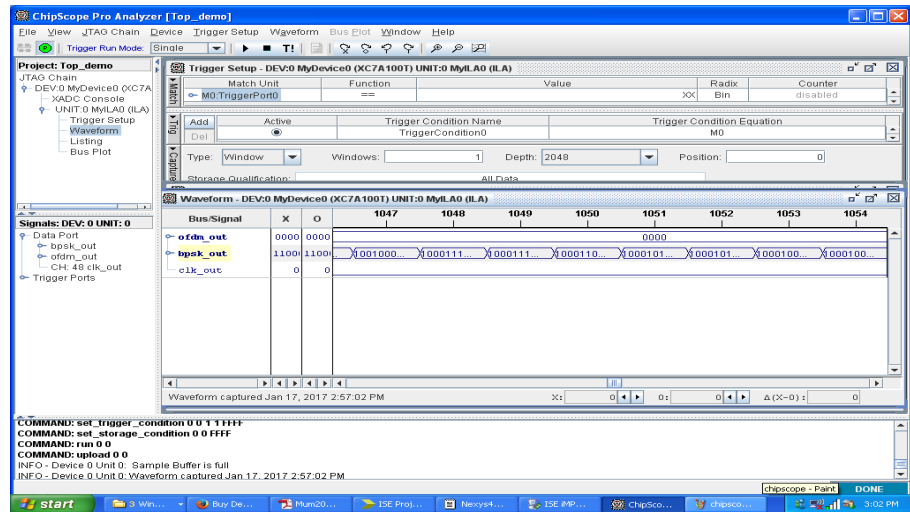 ChipScope Pro Analyzer [Top_demo]
File View JTAG Chain Device Trigger Setup Waveform Bus Plot Window Help
Trigger Run Mode: Single T!
Project: Top_demo
JTAG Chain
DEV:0 MyDevice0 (XC7A
XADC Console
UNIT:0 MyILA0 (ILA)
Trigger Setup
Waveform
Listing
Bus Plot
Signals: DEV: 0 UNIT: 0
Data Port
bpsk_out
ofdm_out
CH: 48 clk_out
Trigger Ports
Trigger Setup - DEV:0 MyDevice0 (XC7A100T) UNIT:0 MyILA0 (ILA)
Match
Match Unit Function Value Radix Counter
M0:TriggerPort0 == XX Bin disabled
Trig
Add Active Trigger Condition Name Trigger Condition Equation
Del TriggerCondition0 M0
Capture
Type: Window Windows: 1 Depth: 2048 Position: 0
Storage Qualification: All Data
Waveform - DEV:0 MyDevice0 (XC7A100T) UNIT:0 MyILA0 (ILA)
Bus/Signal X O 1047 1048 1049 1050 1051 1052 1053 1054
ofdm_out 0000 0000 0000
bpsk_out 1100 1100 1001000... 1000111... 1000111... 1000110... 1000101... 1000101... 1000100... 1000100...
clk_out 0 0
Waveform captured Jan 17, 2017 2:57:02 PM X: 0 O: 0 Δ(X-O): 0
COMMAND: set_trigger_condition 0 0 1 1 FFFF
COMMAND: set_storage_condition 0 0 FFFF
COMMAND: run 0 0
COMMAND: upload 0 0
INFO - Device 0 Unit 0: Sample Buffer is full
INFO - Device 0 Unit 0: Waveform captured Jan 17, 2017 2:57:02 PM
chipscope - Paint DONE
start 3 Win... Buy De... Mum20... ISE Proj... Nexys4... ISE iMP... ChipSco... chipsco... 3:02 PM